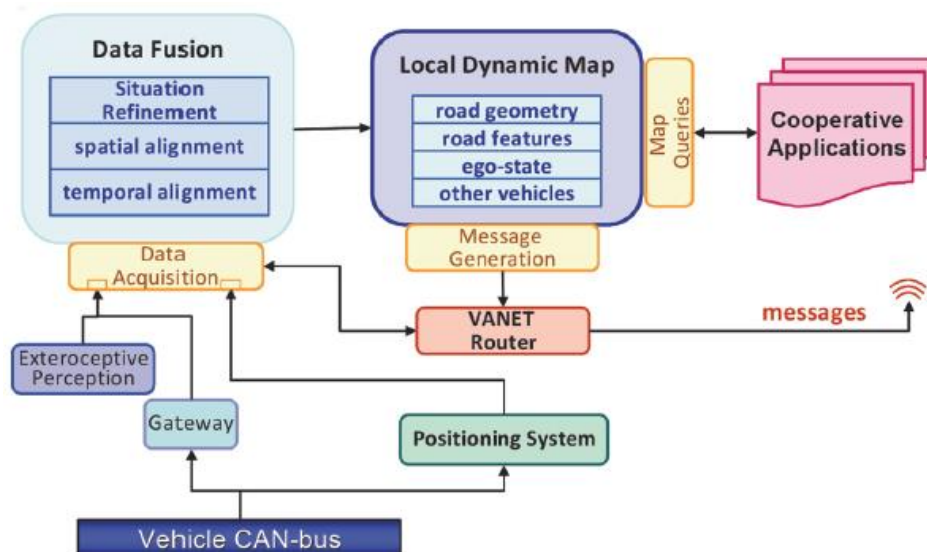 Data Fusion
Situation
Refinement
spatial alignment
temporal alignment
Data
Acquisition
Local Dynamic Map
road geometry
road features
ego-state
other vehicles
Map
Queries
Message
Generation
Cooperative
Applications
VANET
Router
messages
Exteroceptive
Perception
Gateway
Positioning System
Vehicle CAN-bus